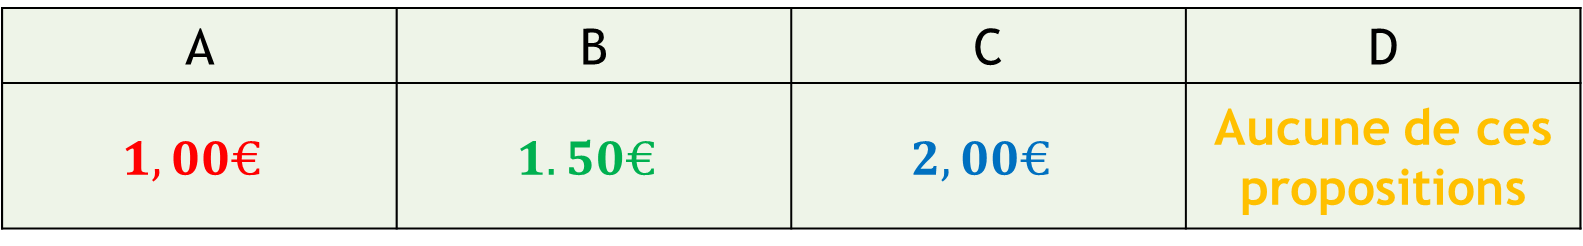 A B C D
1,00€ 1.50€ 2,00€ Aucune de ces
propositions